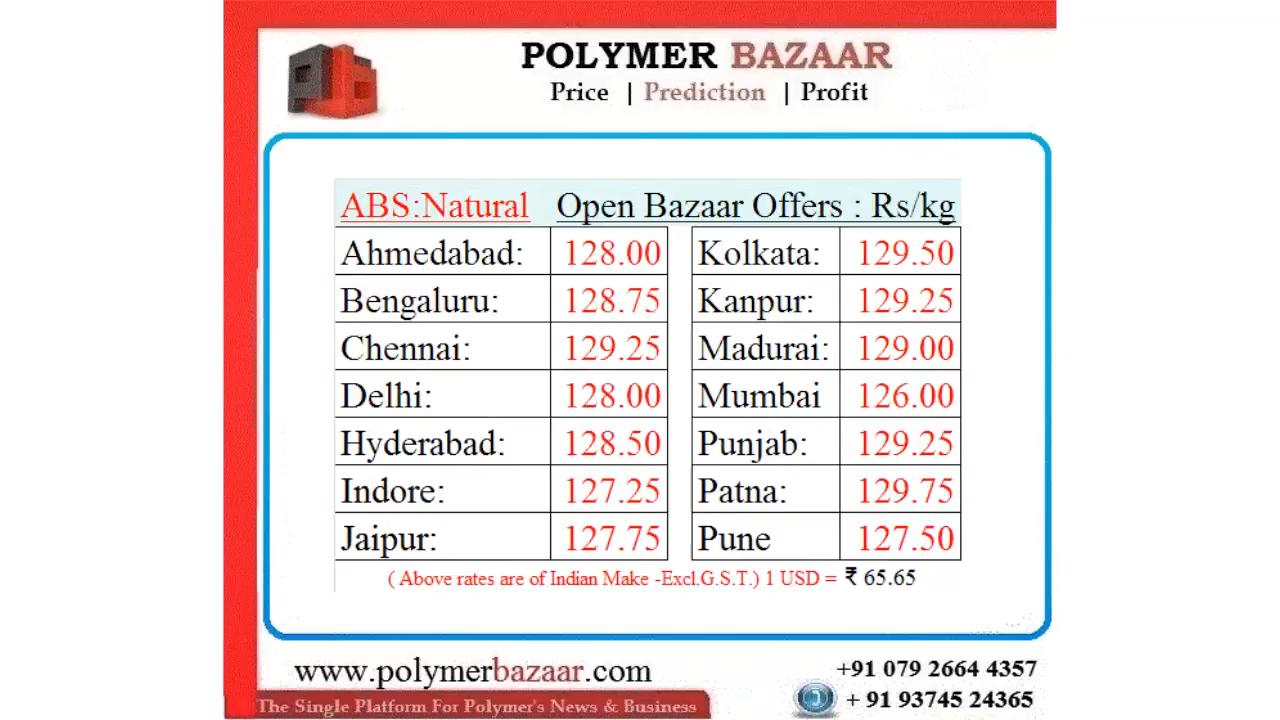 POLYMER BAZAAR
Price | Prediction | Profit
ABS:Natural Open Bazaar Offers : Rs/kg
Ahmedabad: 128.00 Kolkata: 129.50
Bengaluru: 128.75 Kanpur: 129.25
Chennai: 129.25 Madurai: 129.00
Delhi: 128.00 Mumbai 126.00
Hyderabad: 128.50 Punjab: 129.25
Indore: 127.25 Patna: 129.75
Jaipur: 127.75 Pune 127.50
( Above rates are of Indian Make -Excl.G.S.T.) 1 USD = ₹ 65.65
www.polymerbazaar.com
+91 079 2664 4357
+ 91 93745 24365
The Single Platform For Polymer's News & Business